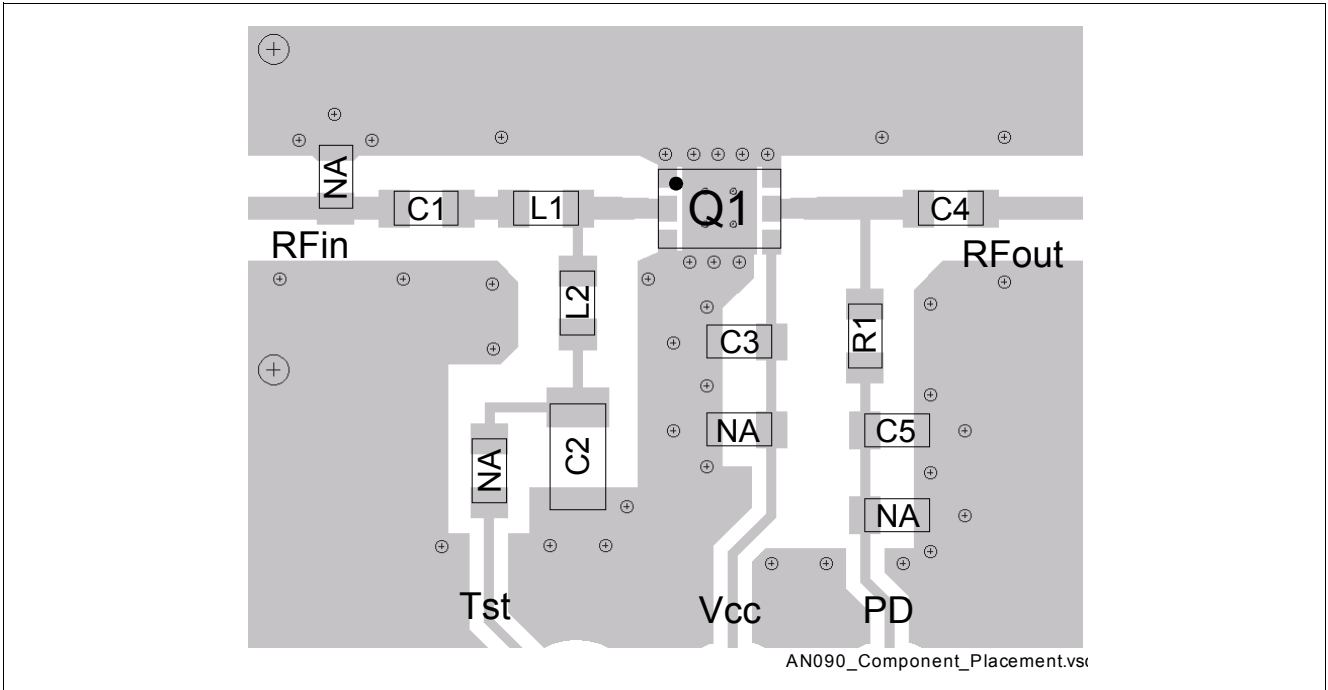 NA
C1
L1
Q1
C4
RFin
RFout
L2
C3
R1
NA
C5
C2
NA
NA
Tst
Vcc
PD
AN090_Component_Placement.vsd